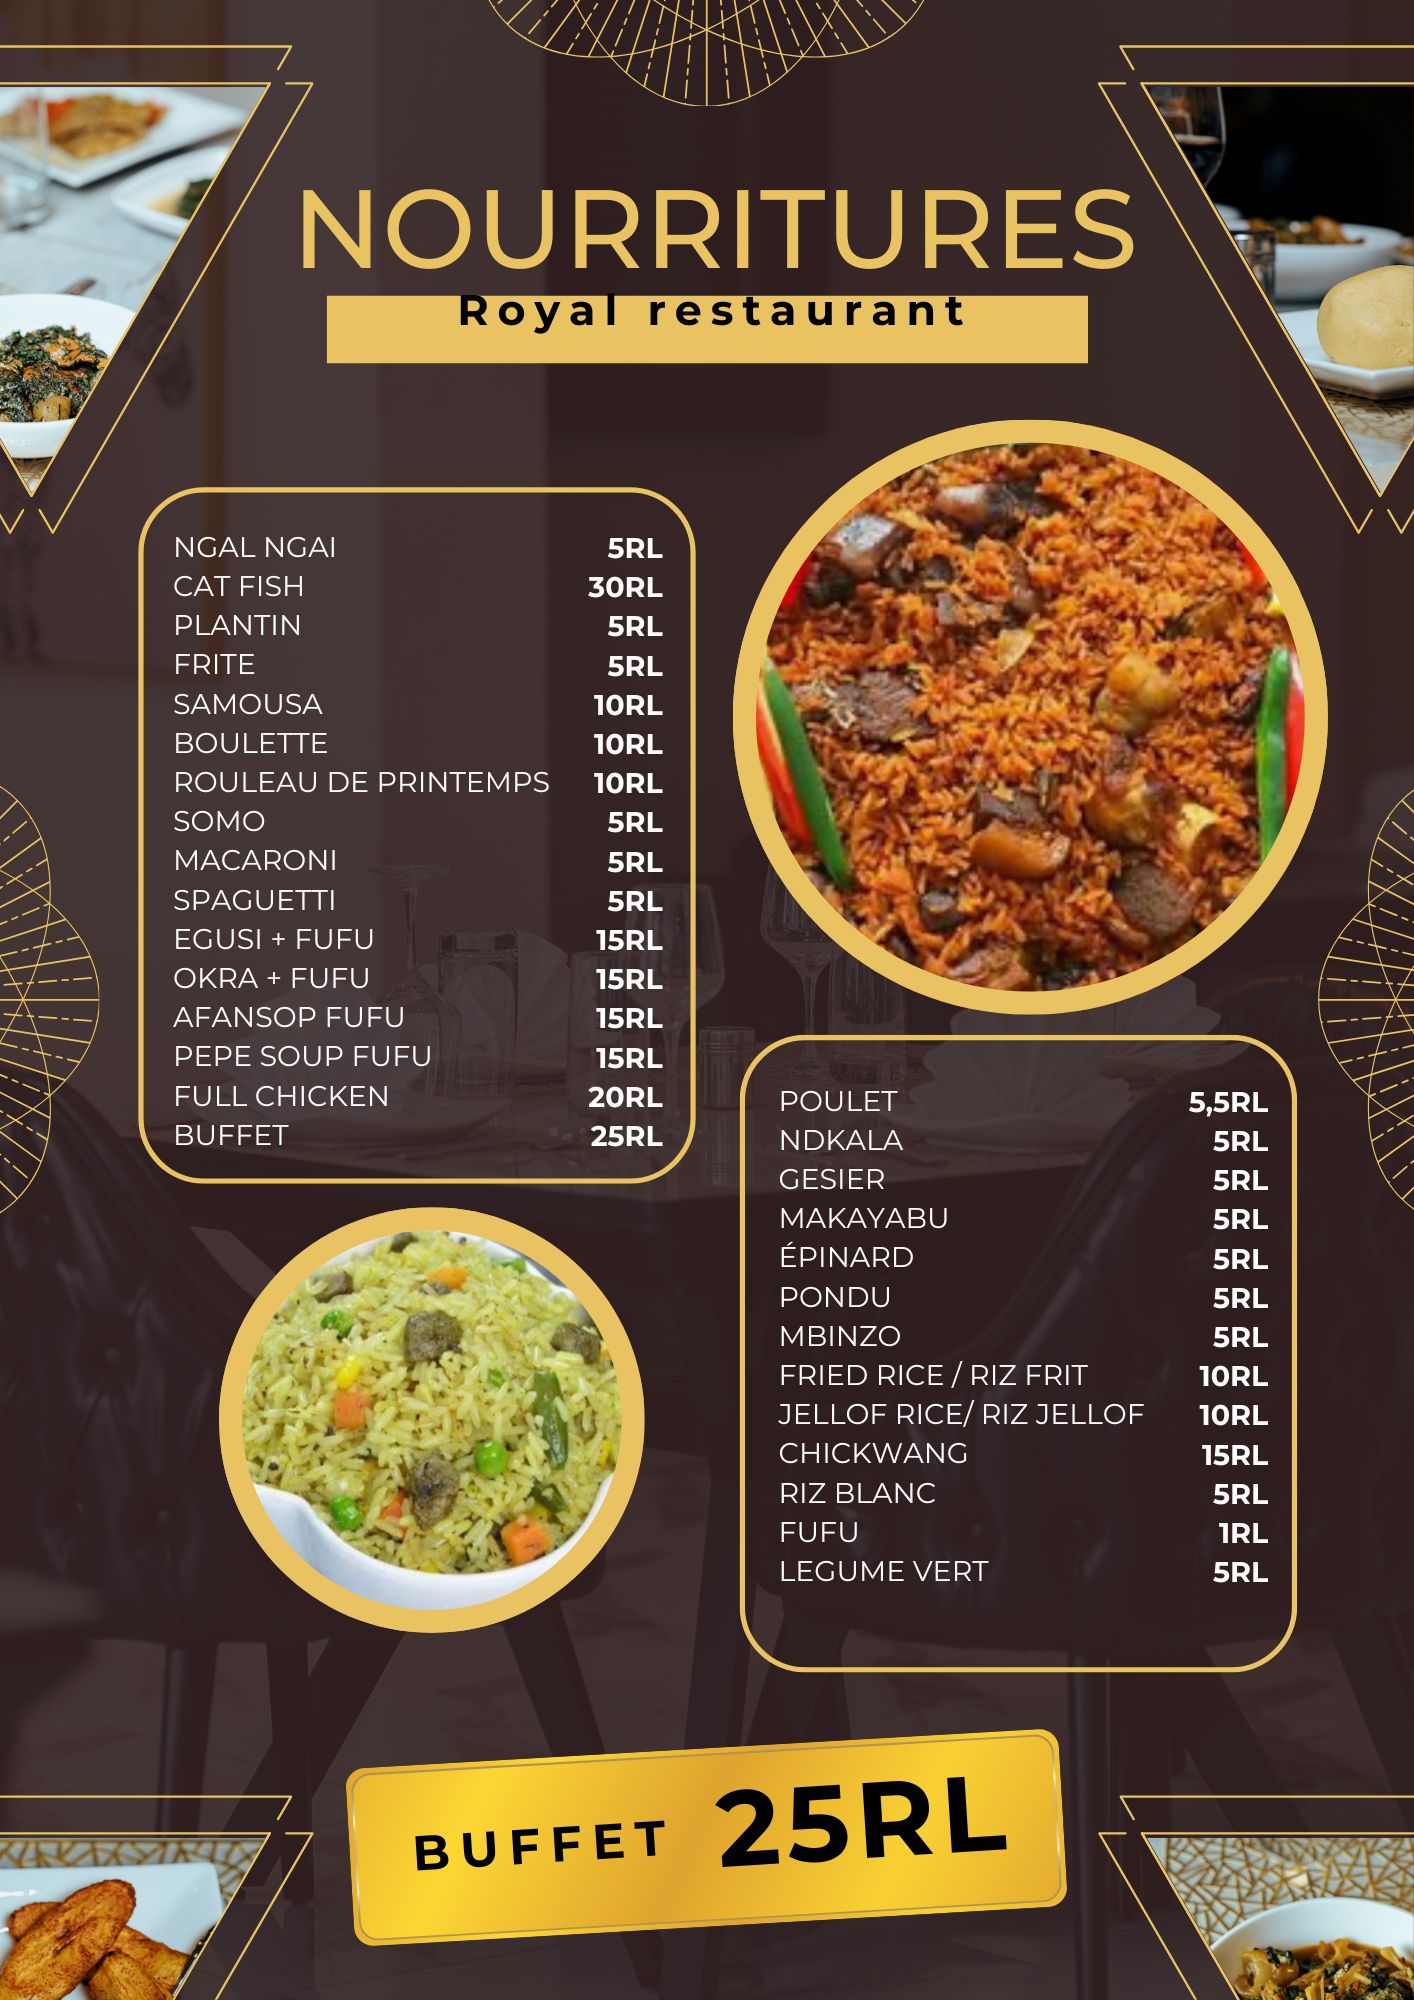 NOURRITURES
Royal restaurant
NGAL NGAI 5RL
CAT FISH 30RL
PLANTIN 5RL
FRITE 5RL
SAMOUSA 10RL
BOULETTE 10RL
ROULEAU DE PRINTEMPS 10RL
SOMO 5RL
MACARONI 5RL
SPAGUETTI 5RL
EGUSI + FUFU 15RL
OKRA + FUFU 15RL
AFANSOP FUFU 15RL
PEPE SOUP FUFU 15RL
FULL CHICKEN 20RL
BUFFET 25RL
POULET 5,5RL
NDKALA 5RL
GESIER 5RL
MAKAYABU 5RL
ÉPINARD 5RL
PONDU 5RL
MBINZO 5RL
FRIED RICE / RIZ FRIT 10RL
JELLOF RICE/ RIZ JELLOF 10RL
CHICKWANG 15RL
RIZ BLANC 5RL
FUFU 1RL
LEGUME VERT 5RL
BUFFET 25RL